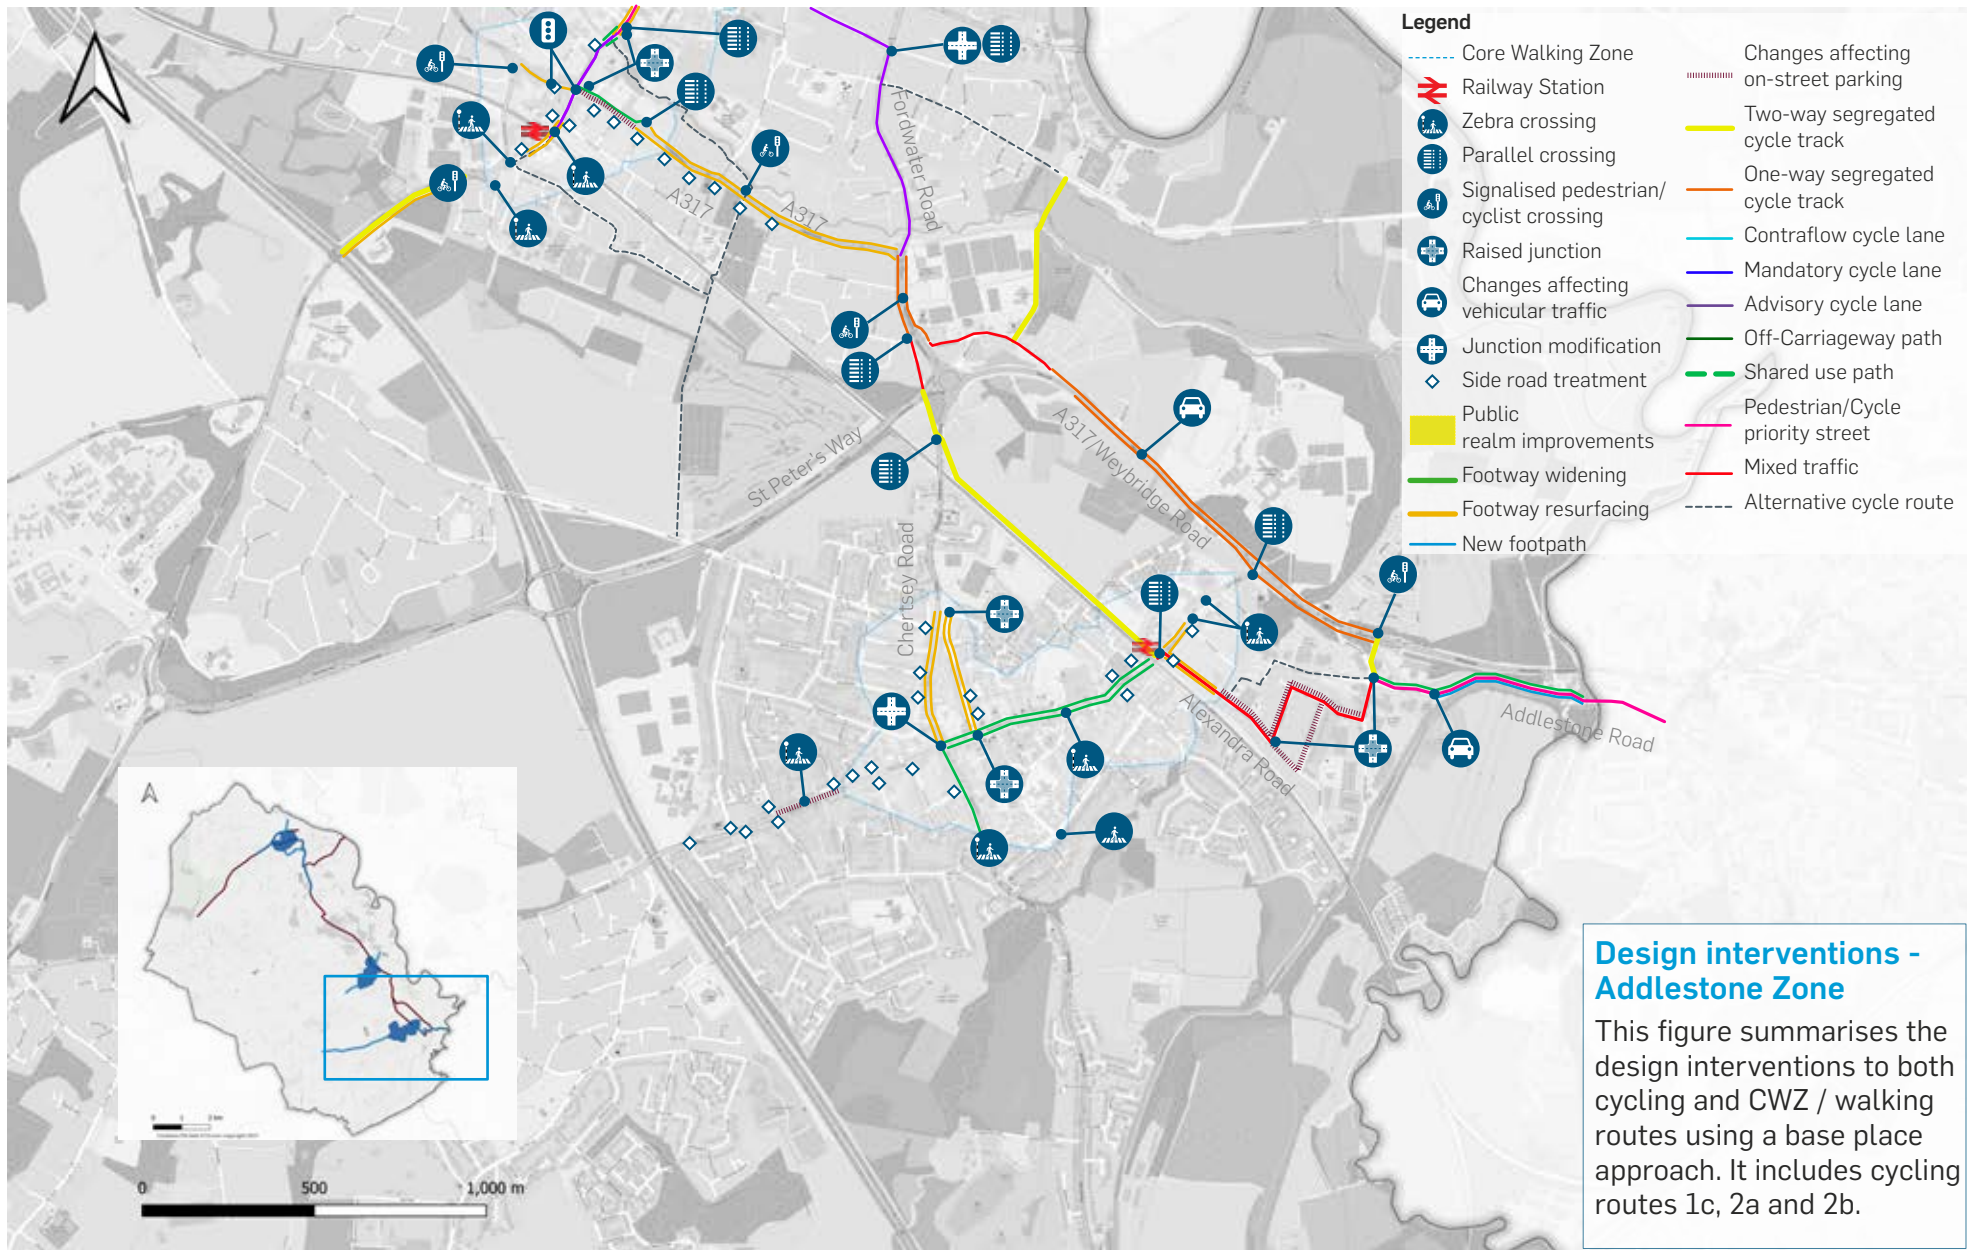 Legend
Core Walking Zone
Railway Station
Zebra crossing
Parallel crossing
Signalised pedestrian/
cyclist crossing
Raised junction
Changes affecting
vehicular traffic
Junction modification
Side road treatment
Public
realm improvements
Footway widening
Footway resurfacing
New footpath
Changes affecting
on-street parking
Two-way segregated
cycle track
One-way segregated
cycle track
Contraflow cycle lane
Mandatory cycle lane
Advisory cycle lane
Off-Carriageway path
Shared use path
Pedestrian/Cycle
priority street
Mixed traffic
Alternative cycle route
Fordwater Road
A317
A317
St Peter's Way
A317/Weybridge Road
Chertsey Road
Alexandra Road
Addlestone Road
0 500 1,000 m
Design interventions -
Addlestone Zone
This figure summarises the
design interventions to both
cycling and CWZ / walking
routes using a base place
approach. It includes cycling
routes 1c, 2a and 2b.